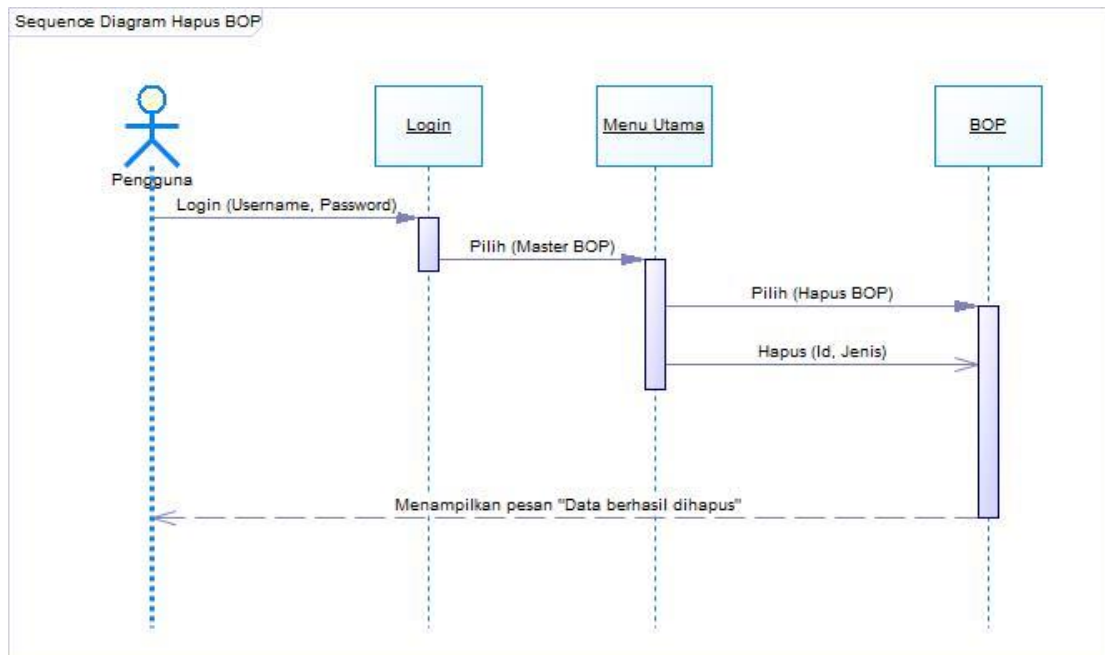 Sequence Diagram Hapus BOP
Login
Menu Utama
BOP
Pengguna
Login (Username, Password)
Pilih (Master BOP)
Pilih (Hapus BOP)
Hapus (Id, Jenis)
Menampilkan pesan "Data berhasil dihapus"